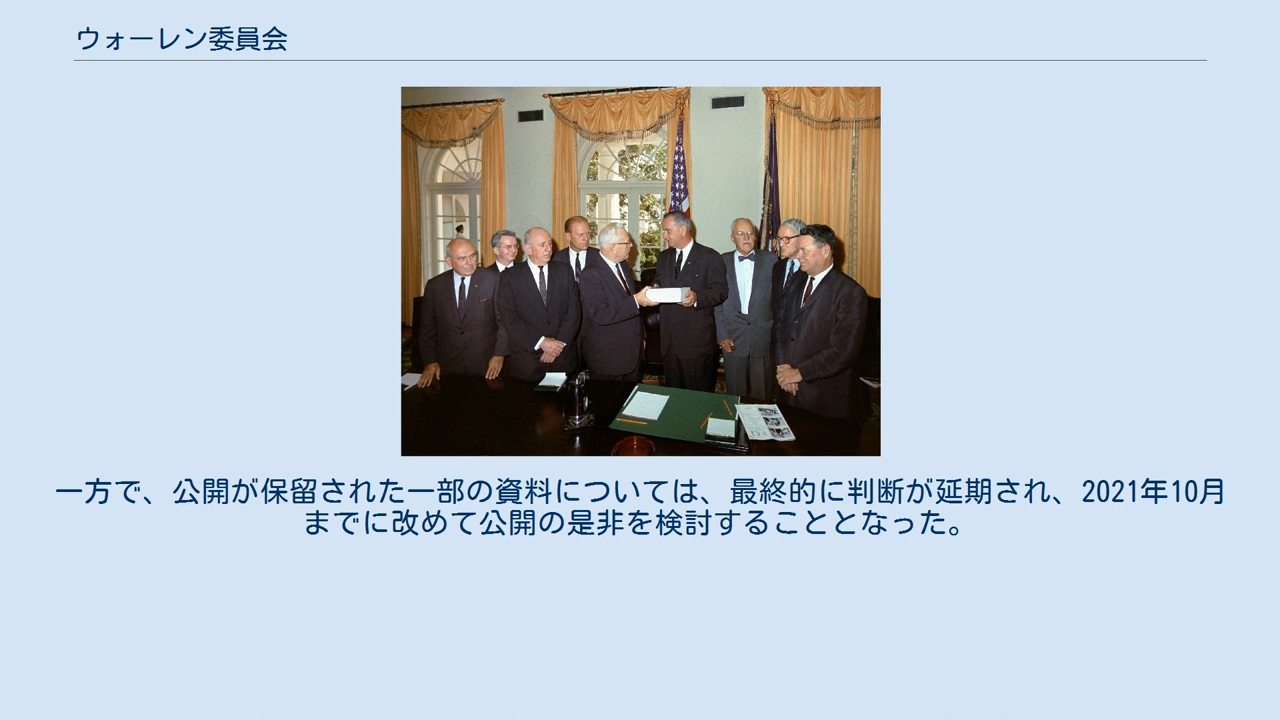 ウォーレン委員会
一方で、公開が保留された一部の資料については、最終的に判断が延期され、2021年10月
までに改めて公開の是非を検討することとなった。